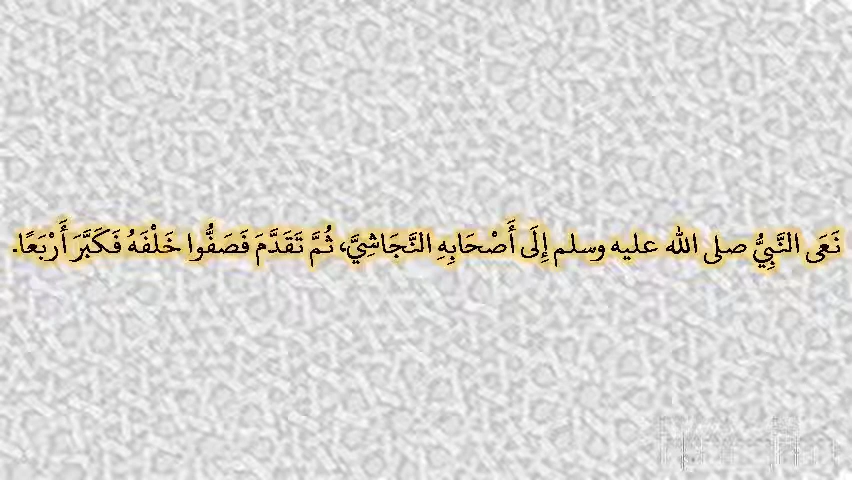 نَعَى النَّبِيُّ صلى الله عليه وسلم إِلَى أَصْحَابِهِ النَّجَاشِيَّ، ثُمَّ تَقَدَّمَ فَصَفُّوا خَلْفَهُ فَكَبَّرَ أَرْبَعًا.